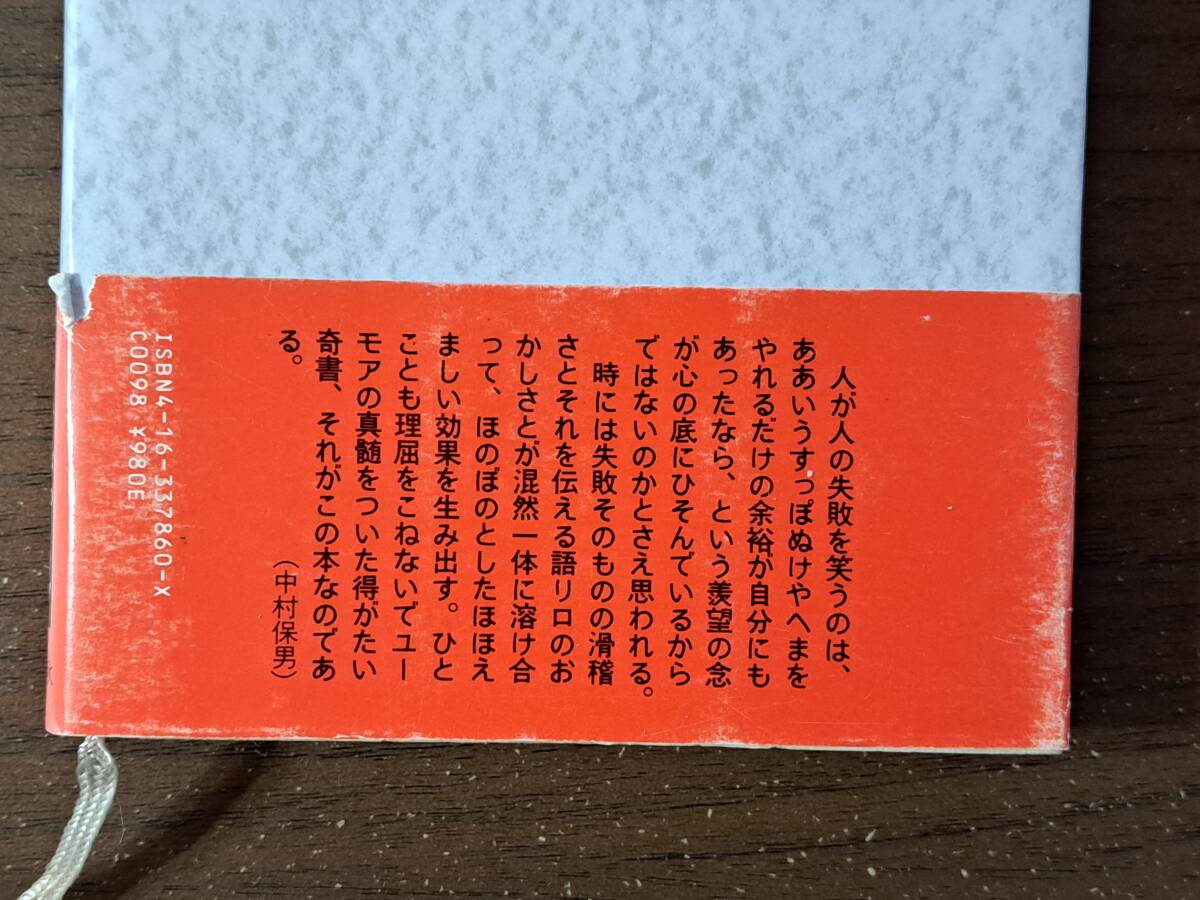 人が人の失敗を笑うのは、
ああいうすっぽぬけやへまを
やれるだけの余裕が自分にも
あったなら、という羨望の念
が心の底にひそんでいるから
ではないのかとさえ思われる。
時には失敗そのものの滑稽
さとそれを伝える語り口のお
かしさとが混然一体に溶け合
って、ほのぼのとしたほほえ
ましい効果を生み出す。ひと
ことも理屈をこねないでユー
モアの真髄をついた得がたい
奇書、それがこの本なのであ
る。
（中村保男）
ISBN4-16-337860-X
C0098 ¥980E